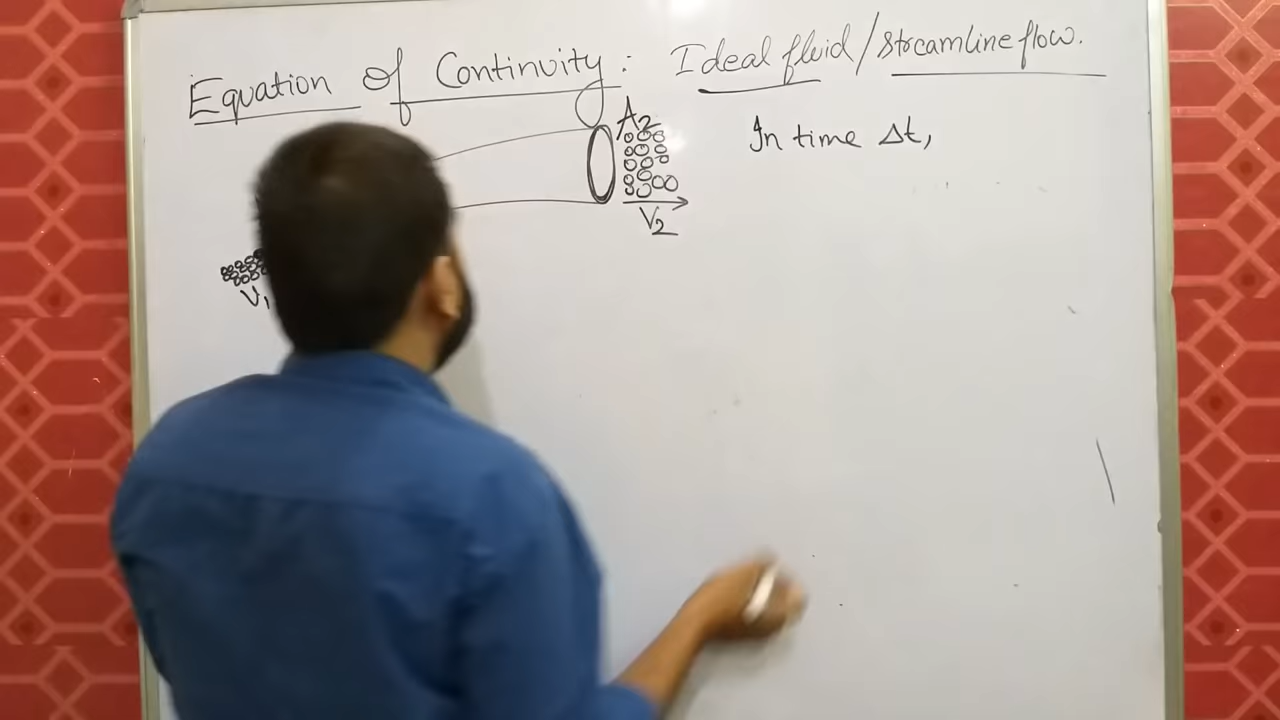 Equation of Continuity : Ideal fluid / Streamline flow.
A2
In time Δt,
V2
V1